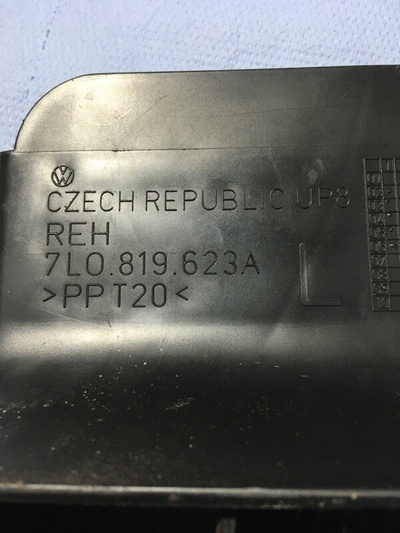 CZECH REPUBLIC UP8
REH
7L0.819.623A
>PP T20<
L